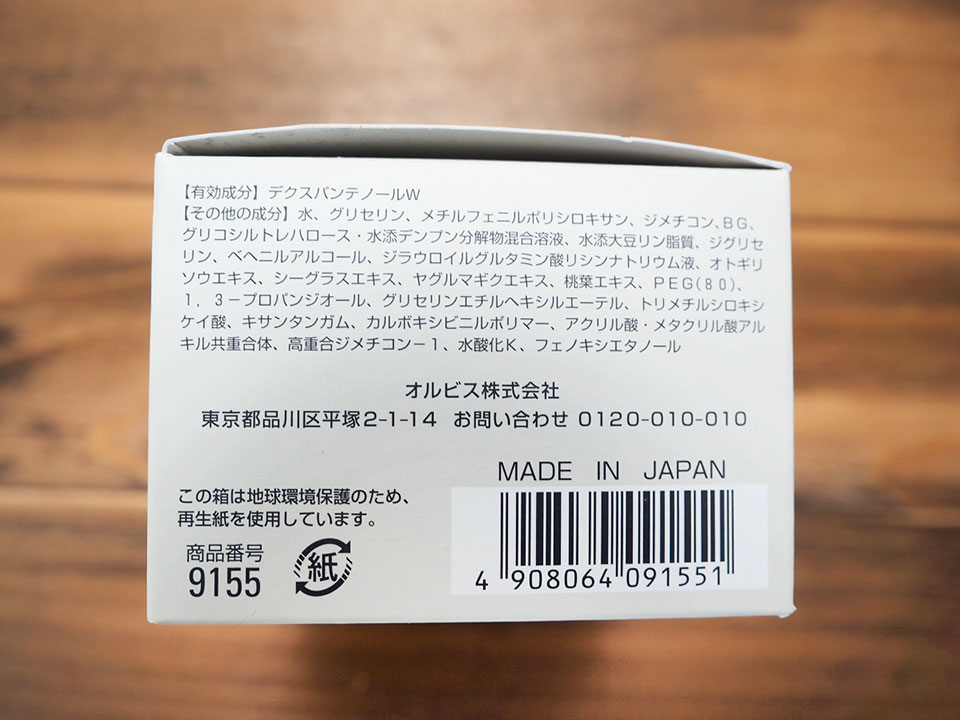 【有効成分】デクスパンテノールW
【その他の成分】水、グリセリン、メチルフェニルポリシロキサン、ジメチコン、BG、
グリコシルトレハロース・水添デンプン分解物混合溶液、水添大豆リン脂質、ジグリセ
リン、ベヘニルアルコール、ジラウロイルグルタミン酸リシンナトリウム液、オトギリ
ソウエキス、シーグラスエキス、ヤグルマギクエキス、桃葉エキス、PEG(80)、
1,3-プロパンジオール、グリセリンエチルヘキシルエーテル、トリメチルシロキシ
ケイ酸、キサンタンガム、カルボキシビニルポリマー、アクリル酸・メタクリル酸アル
キル共重合体、高重合ジメチコン-1、水酸化K、フェノキシエタノール
オルビス株式会社
東京都品川区平塚2-1-14 お問い合わせ 0120-010-010
MADE IN JAPAN
この箱は地球環境保護のため、
再生紙を使用しています。
商品番号
9155
紙
4 908064 091551